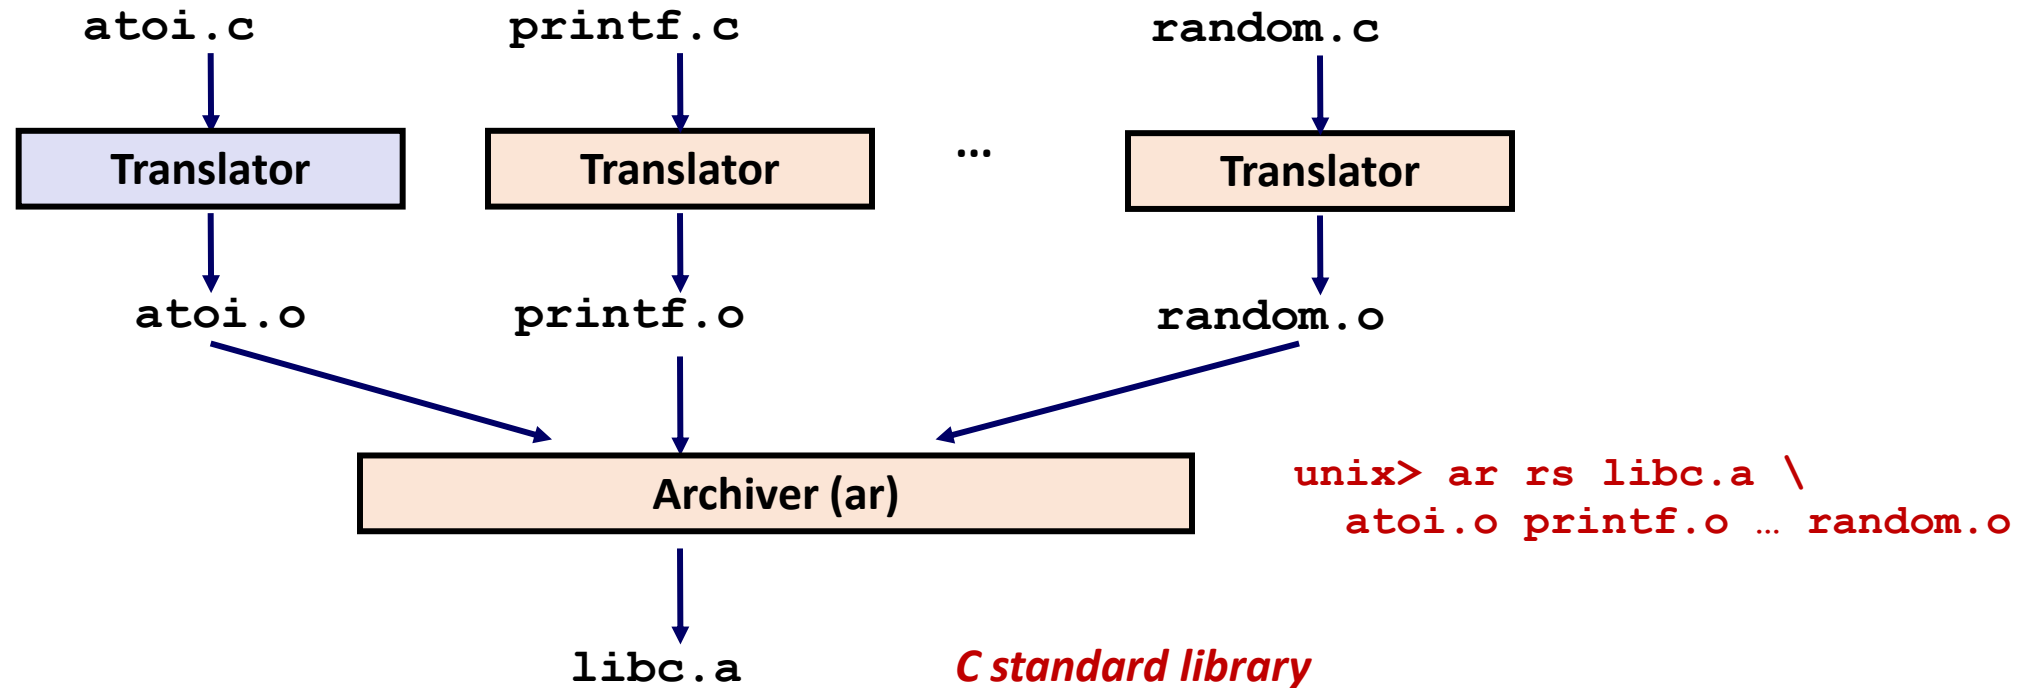 atoi.c printf.c random.c
Translator Translator ... Translator
atoi.o printf.o random.o
Archiver (ar)
unix> ar rs libc.a \
atoi.o printf.o … random.o
libc.a
C standard library